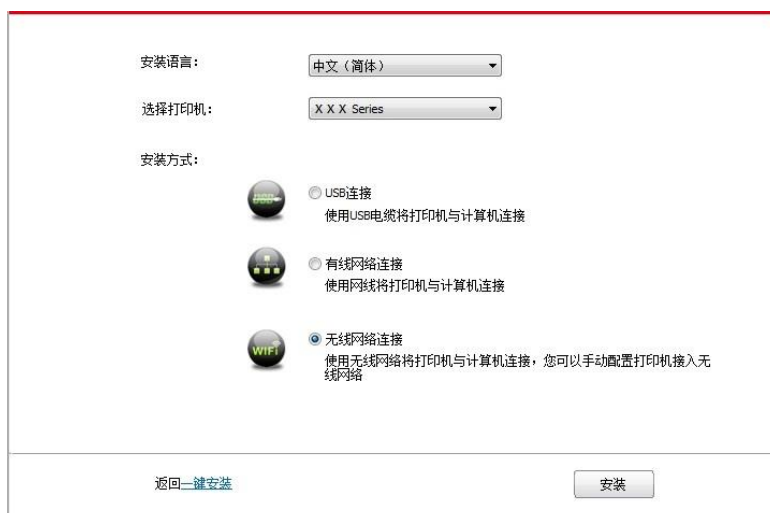 安装语言：
中文（简体）
选择打印机：
X X X Series
安装方式：
USB
USB连接
使用USB电缆将打印机与计算机连接
有线网络连接
使用网线将打印机与计算机连接
WiFi
无线网络连接
使用无线网络将打印机与计算机连接，您可以手动配置打印机接入无
线网络
返回一键安装
安装